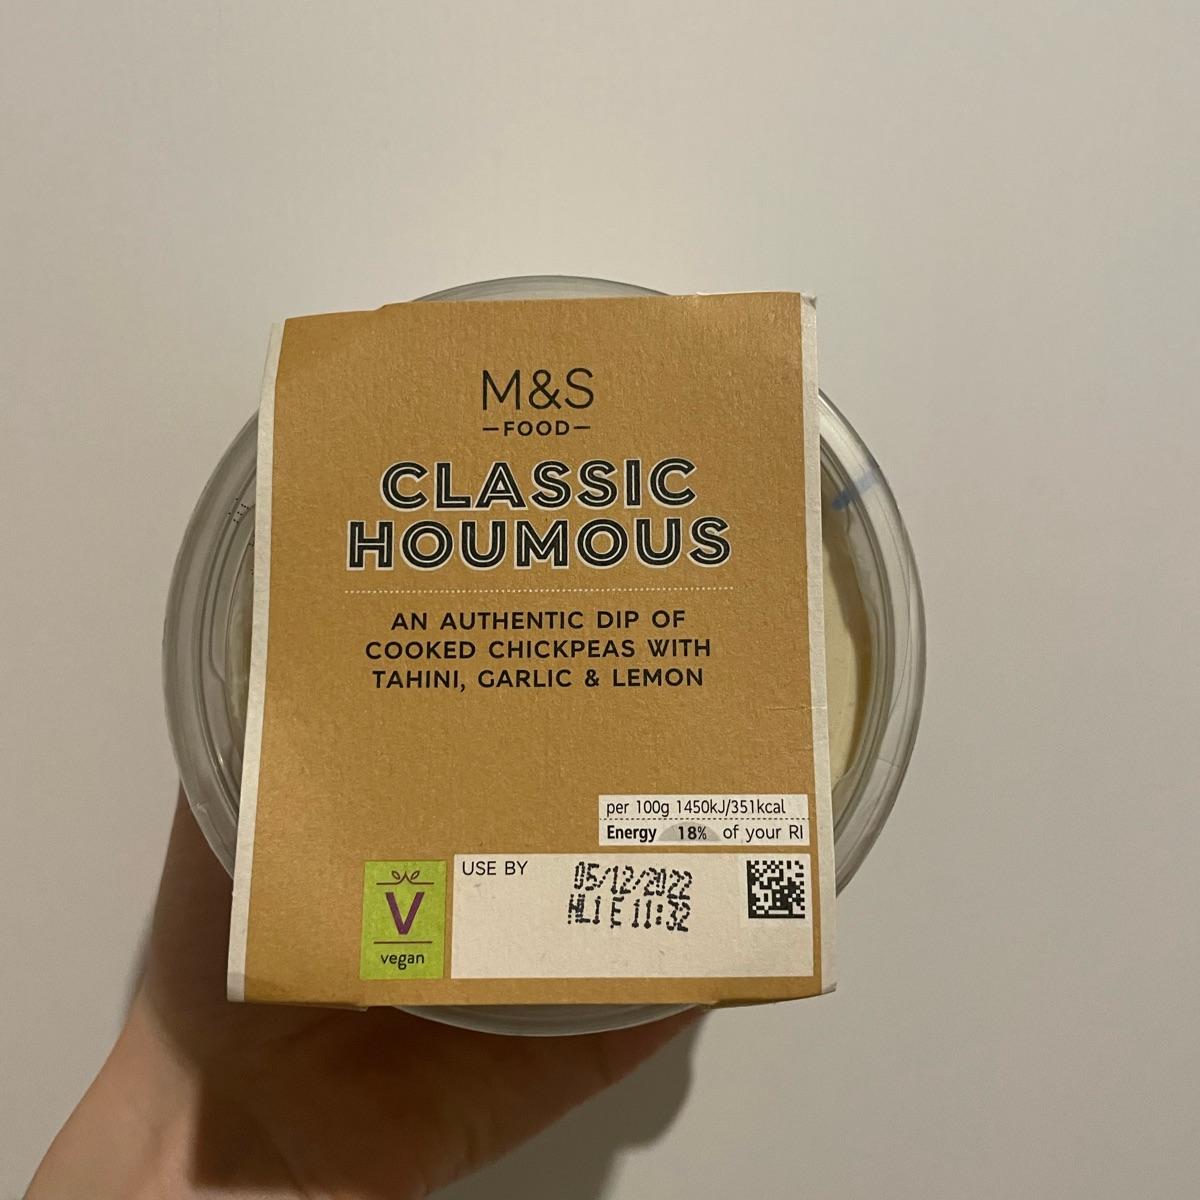 M&S
FOOD
CLASSIC
HOUMOUS
AN AUTHENTIC DIP OF
COOKED CHICKPEAS WITH
TAHINI, GARLIC & LEMON
per 100g 1450kJ/351kcal
Energy 18% of your RI
USE BY
05/12/2022
HL1 E 11:32
V
vegan